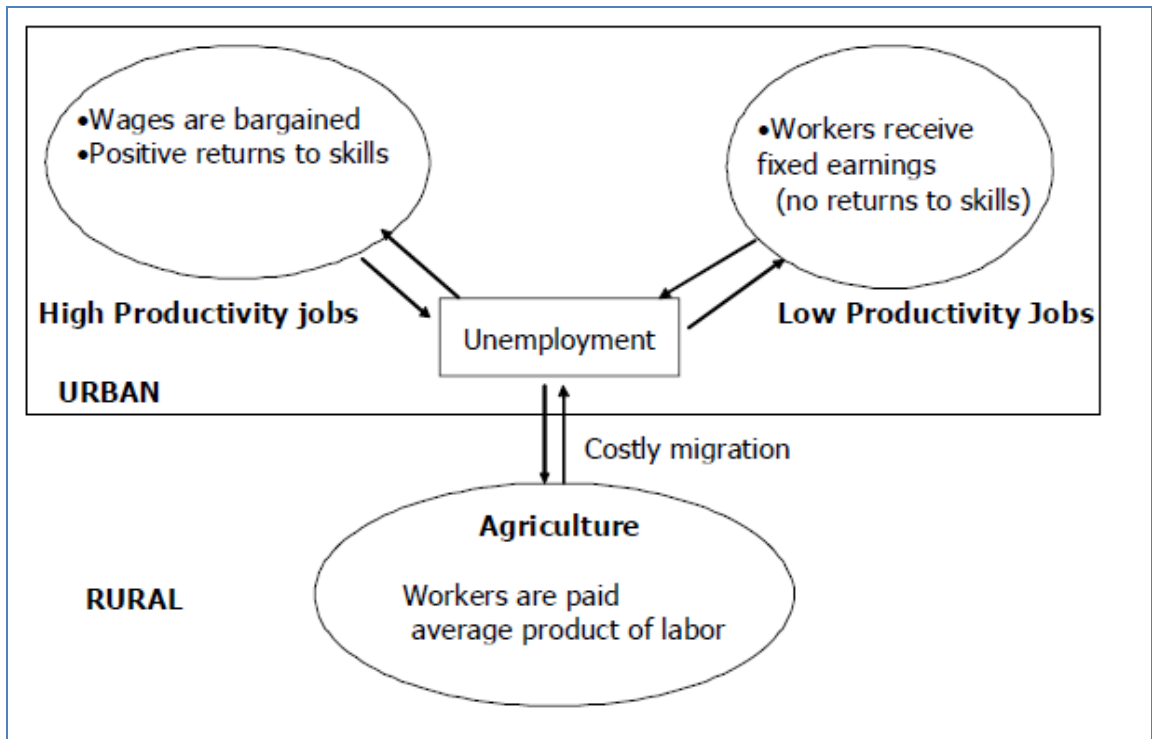 •Wages are bargained
•Positive returns to skills
•Workers receive
fixed earnings
(no returns to skills)
High Productivity jobs
Low Productivity Jobs
Unemployment
URBAN
Costly migration
Agriculture
RURAL
Workers are paid
average product of labor